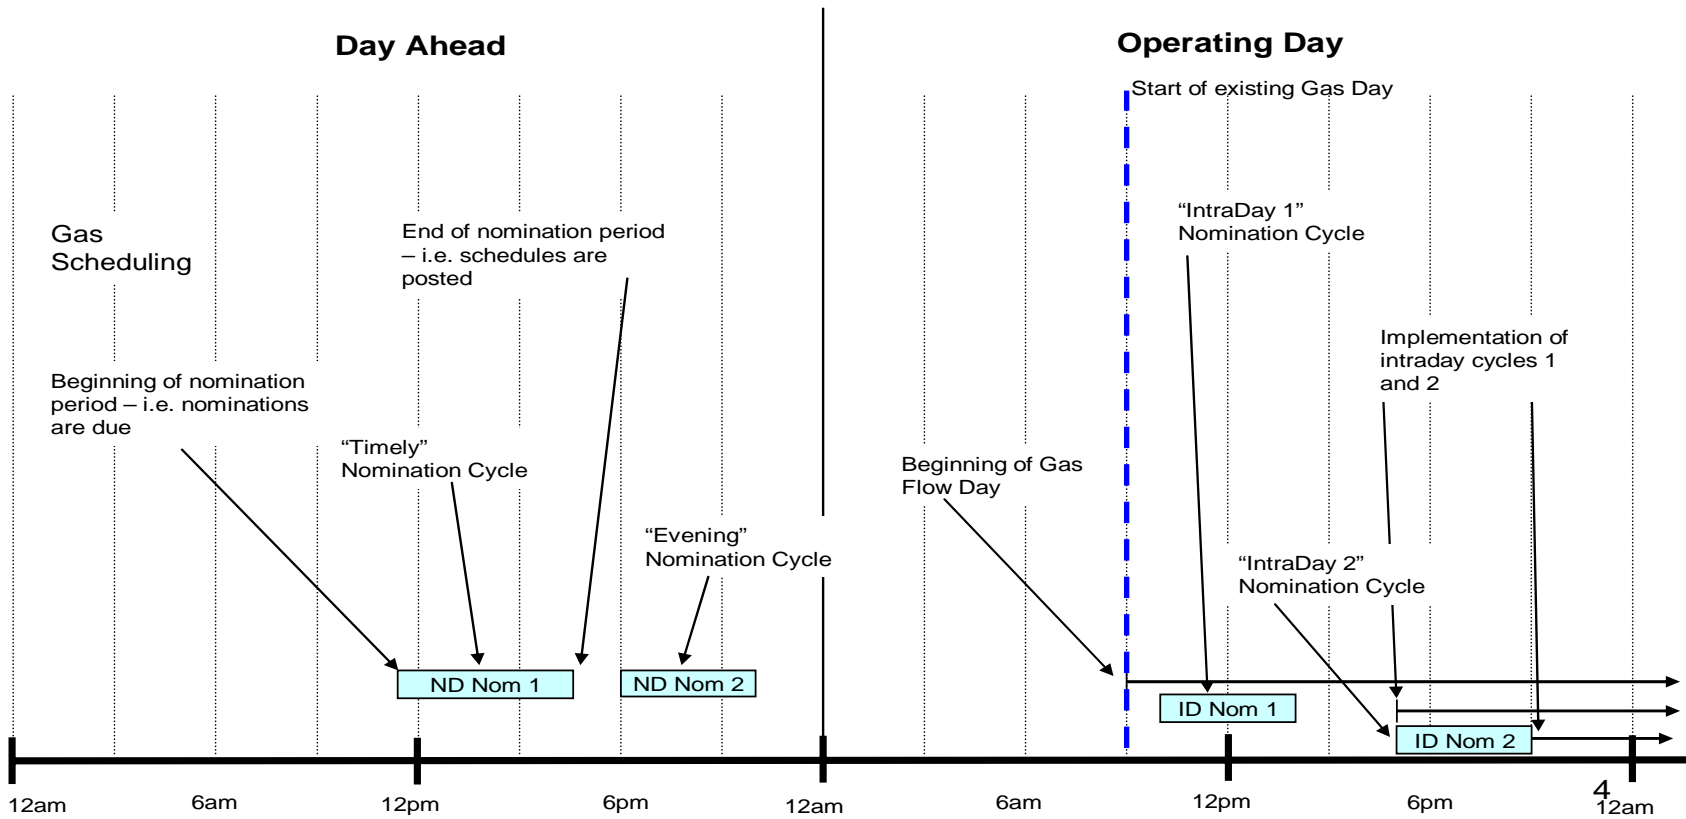 Day Ahead
Operating Day
Start of existing Gas Day
Gas
Scheduling
End of nomination period
– i.e. schedules are
posted
“IntraDay 1”
Nomination Cycle
Implementation of
intraday cycles 1
and 2
Beginning of nomination
period – i.e. nominations
are due
“Timely”
Nomination Cycle
“Evening”
Nomination Cycle
Beginning of Gas
Flow Day
“IntraDay 2”
Nomination Cycle
ND Nom 1
ND Nom 2
ID Nom 1
ID Nom 2
12am
6am
12pm
6pm
12am
6am
12pm
6pm
4
12am